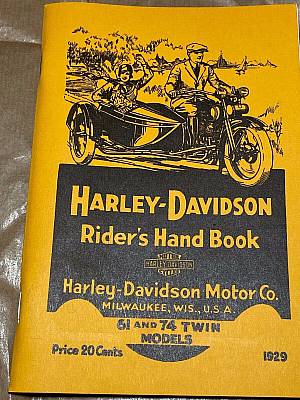 HARLEY-DAVIDSON
Rider's Hand Book
MOTOR
HARLEY-DAVIDSON
CYCLES
Harley-Davidson Motor Co.
MILWAUKEE, WIS., U.S.A.
61 AND 74 TWIN
MODELS
Price 20 Cents
1929